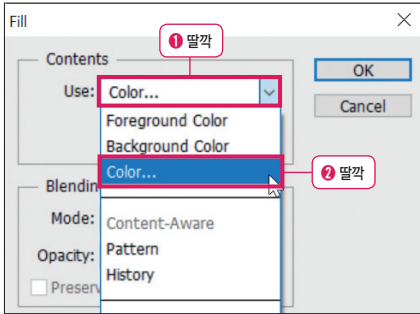 Fill
❶ 딸깍
Contents
OK
Use: Color...
Cancel
Foreground Color
Background Color
Color...
❷ 딸깍
Blendin
Mode: Content-Aware
Opacity: Pattern
History
Preserv